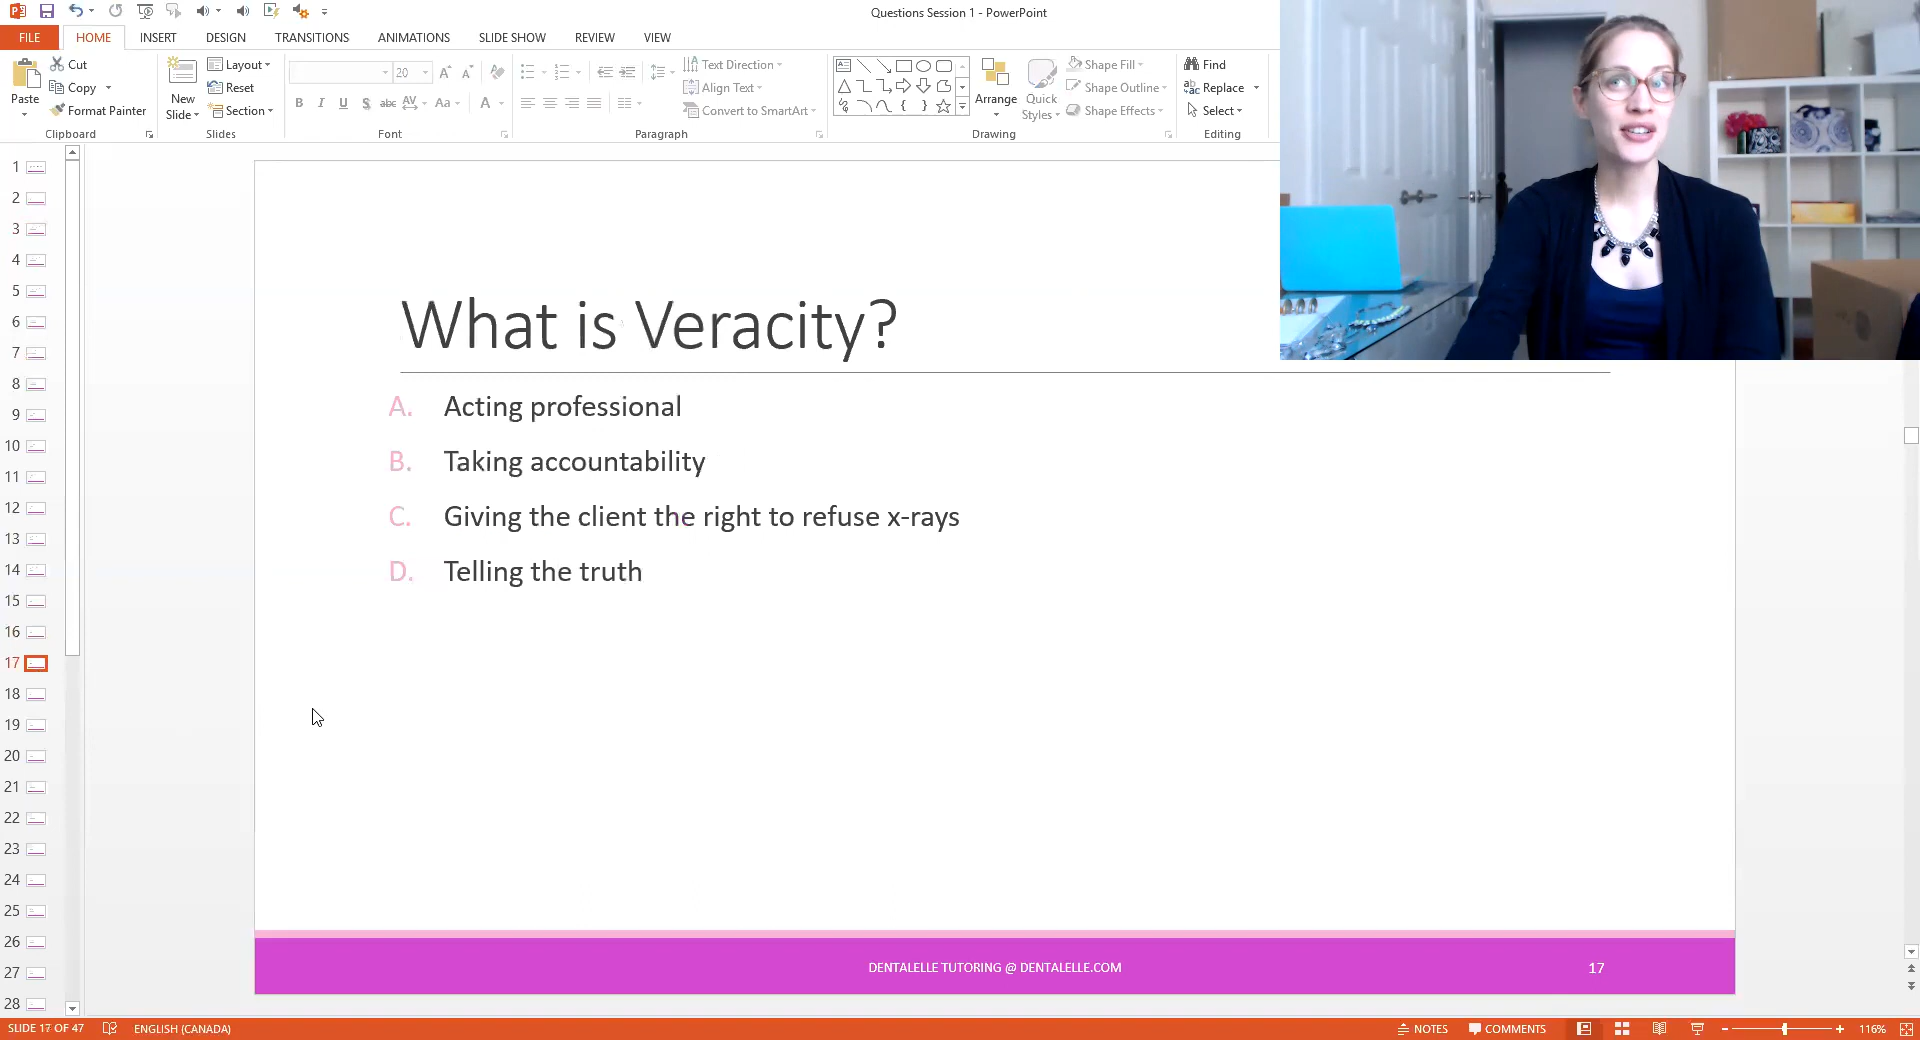 Questions Session 1 - PowerPoint
FILE HOME INSERT DESIGN TRANSITIONS ANIMATIONS SLIDE SHOW REVIEW VIEW
Paste
Cut
Copy
Format Painter
Clipboard
New
Slide
Layout
Reset
Section
Slides
20
B I U S abc AV Aa A
Font
Text Direction
Align Text
Convert to SmartArt
Paragraph
Arrange
Quick
Styles
Shape Fill
Shape Outline
Shape Effects
Drawing
Find
Replace
Select
Editing
1
2
3
4
5
6
7
8
9
10
11
12
13
14
15
16
17
18
19
20
21
22
23
24
25
26
27
28
What is Veracity?
A. Acting professional
B. Taking accountability
C. Giving the client the right to refuse x-rays
D. Telling the truth
DENTALELLE TUTORING @ DENTALELLE.COM 17
SLIDE 17 OF 47 ENGLISH (CANADA) NOTES COMMENTS 116%